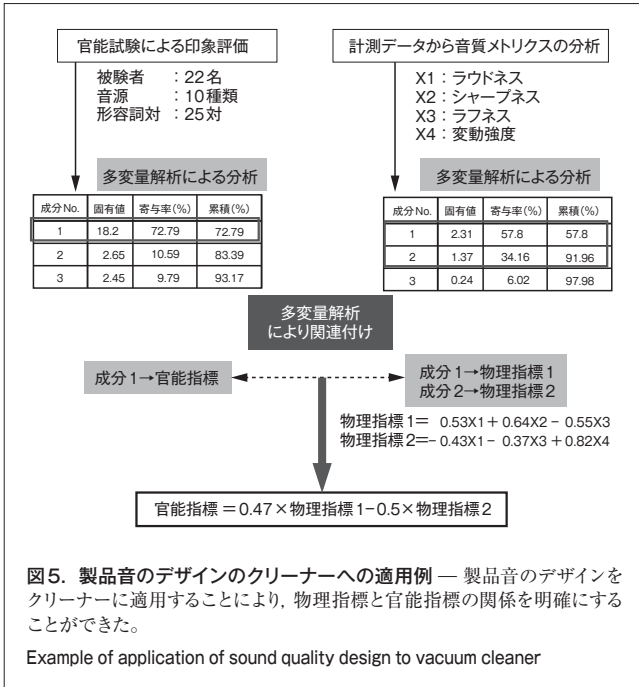 官能試験による印象評価
被験者 : 22名
音源 : 10種類
形容詞対 : 25対
多変量解析による分析
成分No. 固有値 寄与率(%) 累積(%)
1 18.2 72.79 72.79
2 2.65 10.59 83.39
3 2.45 9.79 93.17
計測データから音質メトリクスの分析
X1 : ラウドネス
X2 : シャープネス
X3 : ラフネス
X4 : 変動強度
多変量解析による分析
成分No. 固有値 寄与率(%) 累積(%)
1 2.31 57.8 57.8
2 1.37 34.16 91.96
3 0.24 6.02 97.98
多変量解析
により関連付け
成分1→官能指標
成分1→物理指標1
成分2→物理指標2
物理指標1= 0.53X1+0.64X2- 0.55X3
物理指標2=-0.43X1- 0.37X3+0.82X4
官能指標=0.47×物理指標1-0.5×物理指標2
図5. 製品音のデザインのクリーナーへの適用例 — 製品音のデザインを
クリーナーに適用することにより, 物理指標と官能指標の関係を明確にする
ことができた。
Example of application of sound quality design to vacuum cleaner